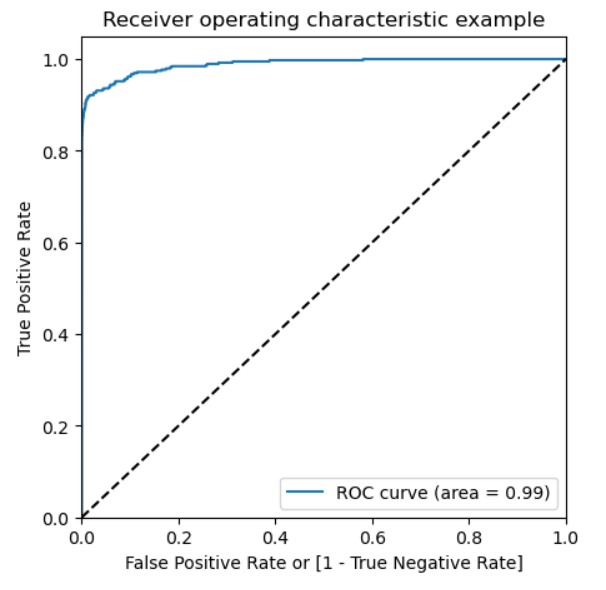 Receiver operating characteristic example
1.0
0.8
0.6
0.4
0.2
0.0
True Positive Rate
ROC curve (area = 0.99)
0.0 0.2 0.4 0.6 0.8 1.0
False Positive Rate or [1 - True Negative Rate]